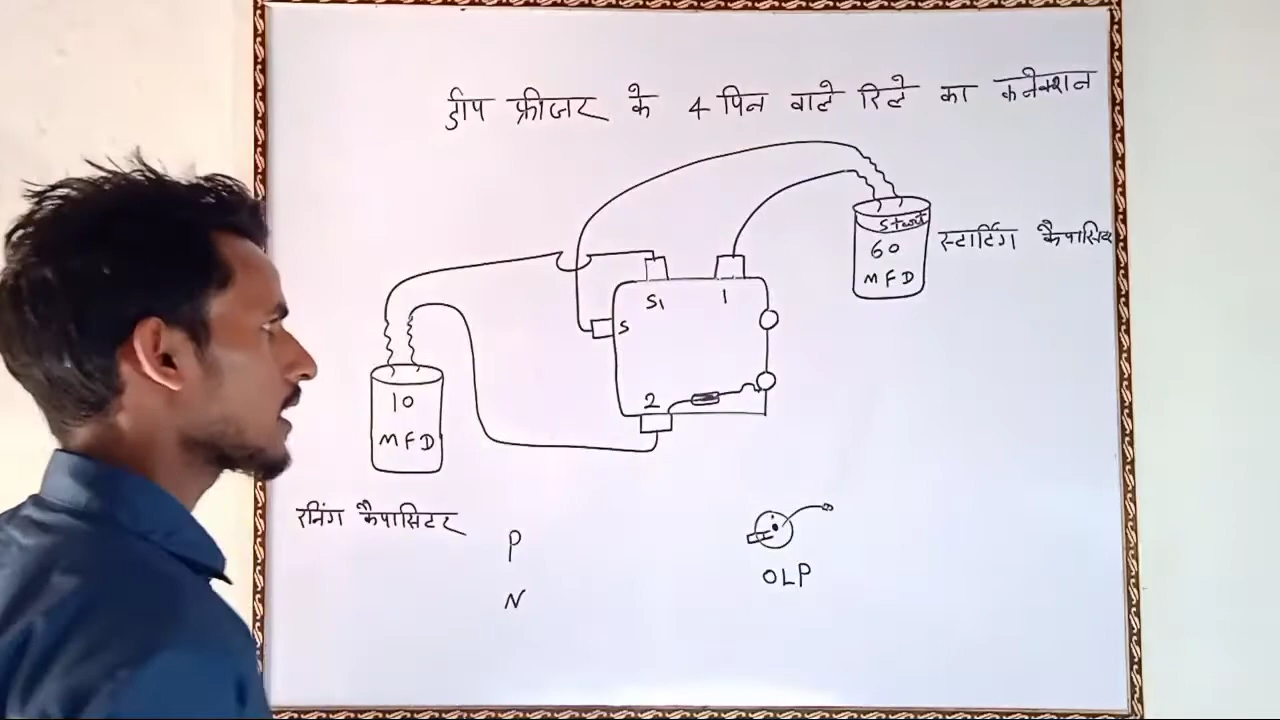 डीप फ्रीजर के 4 पिन वाले रिले का कनेक्शन
Start
60
MFD
स्टार्टिंग कैपासिटर
S1
1
S
2
10
MFD
रनिंग कैपासिटर
P
N
OLP